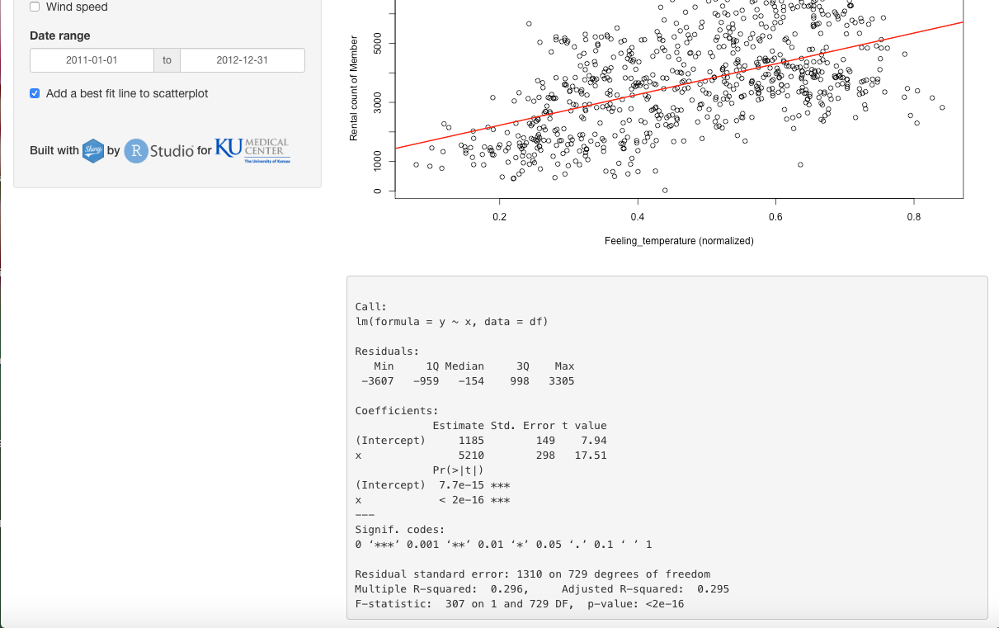 Wind speed
Date range
2011-01-01 to 2012-12-31
Add a best fit line to scatterplot
Built with Shiny by R Studio for KU MEDICAL CENTER The University of Kansas
Rental count of Member
5000
3000
1000
0
0.2 0.4 0.6 0.8
Feeling_temperature (normalized)
Call:
lm(formula = y ~ x, data = df)
Residuals:
   Min     1Q Median     3Q    Max
 −3607   −959   −154    998   3305
Coefficients:
            Estimate Std. Error t value
(Intercept)     1185        149    7.94
x               5210        298   17.51
            Pr(>|t|)
(Intercept)  7.7e−15 ***
x            < 2e−16 ***
−−−
Signif. codes:
0 ‘***’ 0.001 ‘**’ 0.01 ‘*’ 0.05 ‘.’ 0.1 ‘ ’ 1
Residual standard error: 1310 on 729 degrees of freedom
Multiple R−squared:  0.296,     Adjusted R−squared:  0.295
F−statistic:  307 on 1 and 729 DF,  p−value: <2e−16